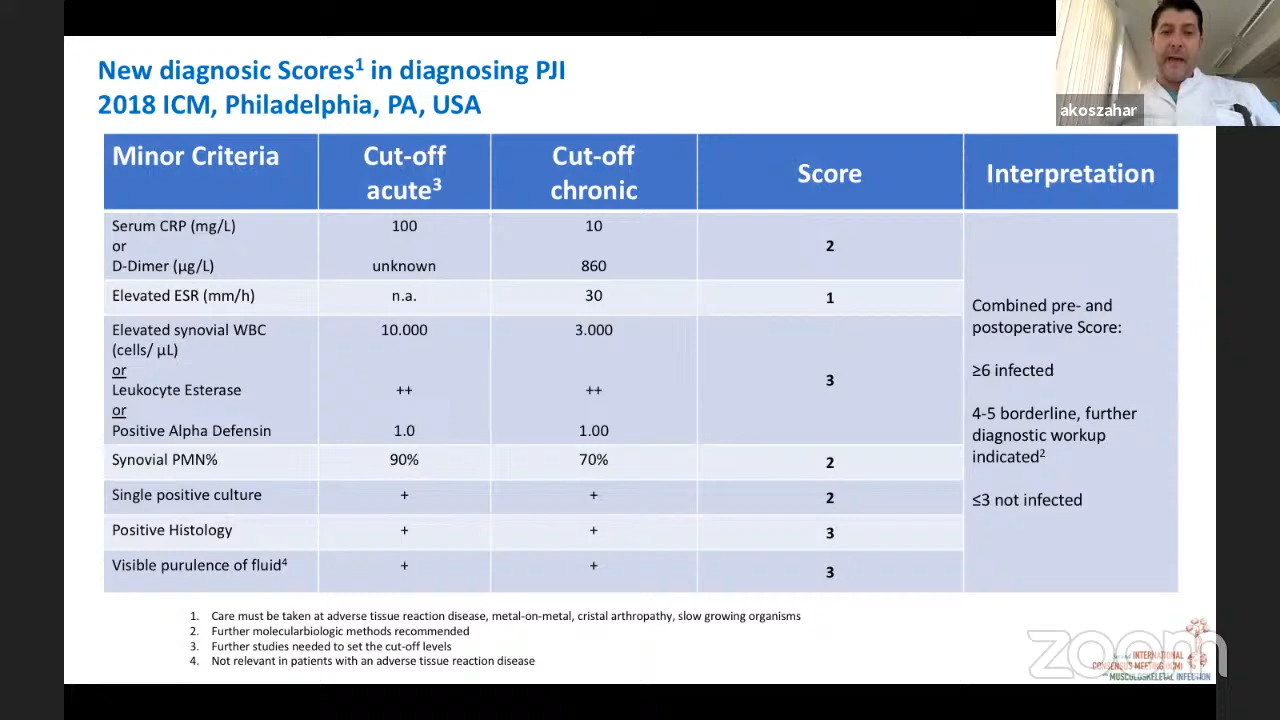 New diagnosic Scores1 in diagnosing PJI
2018 ICM, Philadelphia, PA, USA
akoszahar
Minor Criteria
Cut-off acute3
Cut-off chronic
Score
Interpretation
Serum CRP (mg/L)
or
D-Dimer (µg/L)
100
unknown
10
860
2
Elevated ESR (mm/h)
n.a.
30
1
Elevated synovial WBC
(cells/ µL)
or
Leukocyte Esterase
or
Positive Alpha Defensin
10.000
++
1.0
3.000
++
1.00
3
Synovial PMN%
90%
70%
2
Single positive culture
+
+
2
Positive Histology
+
+
3
Visible purulence of fluid4
+
+
3
Combined pre- and
postoperative Score:
≥6 infected
4-5 borderline, further
diagnostic workup
indicated2
≤3 not infected
1. Care must be taken at adverse tissue reaction disease, metal-on-metal, cristal arthropathy, slow growing organisms
2. Further molecularbiologic methods recommended
3. Further studies needed to set the cut-off levels
4. Not relevant in patients with an adverse tissue reaction disease
zoom
INTERNATIONAL
CONSENSUS MEETING (ICM)
MUSCULOSKELETAL INFECTION